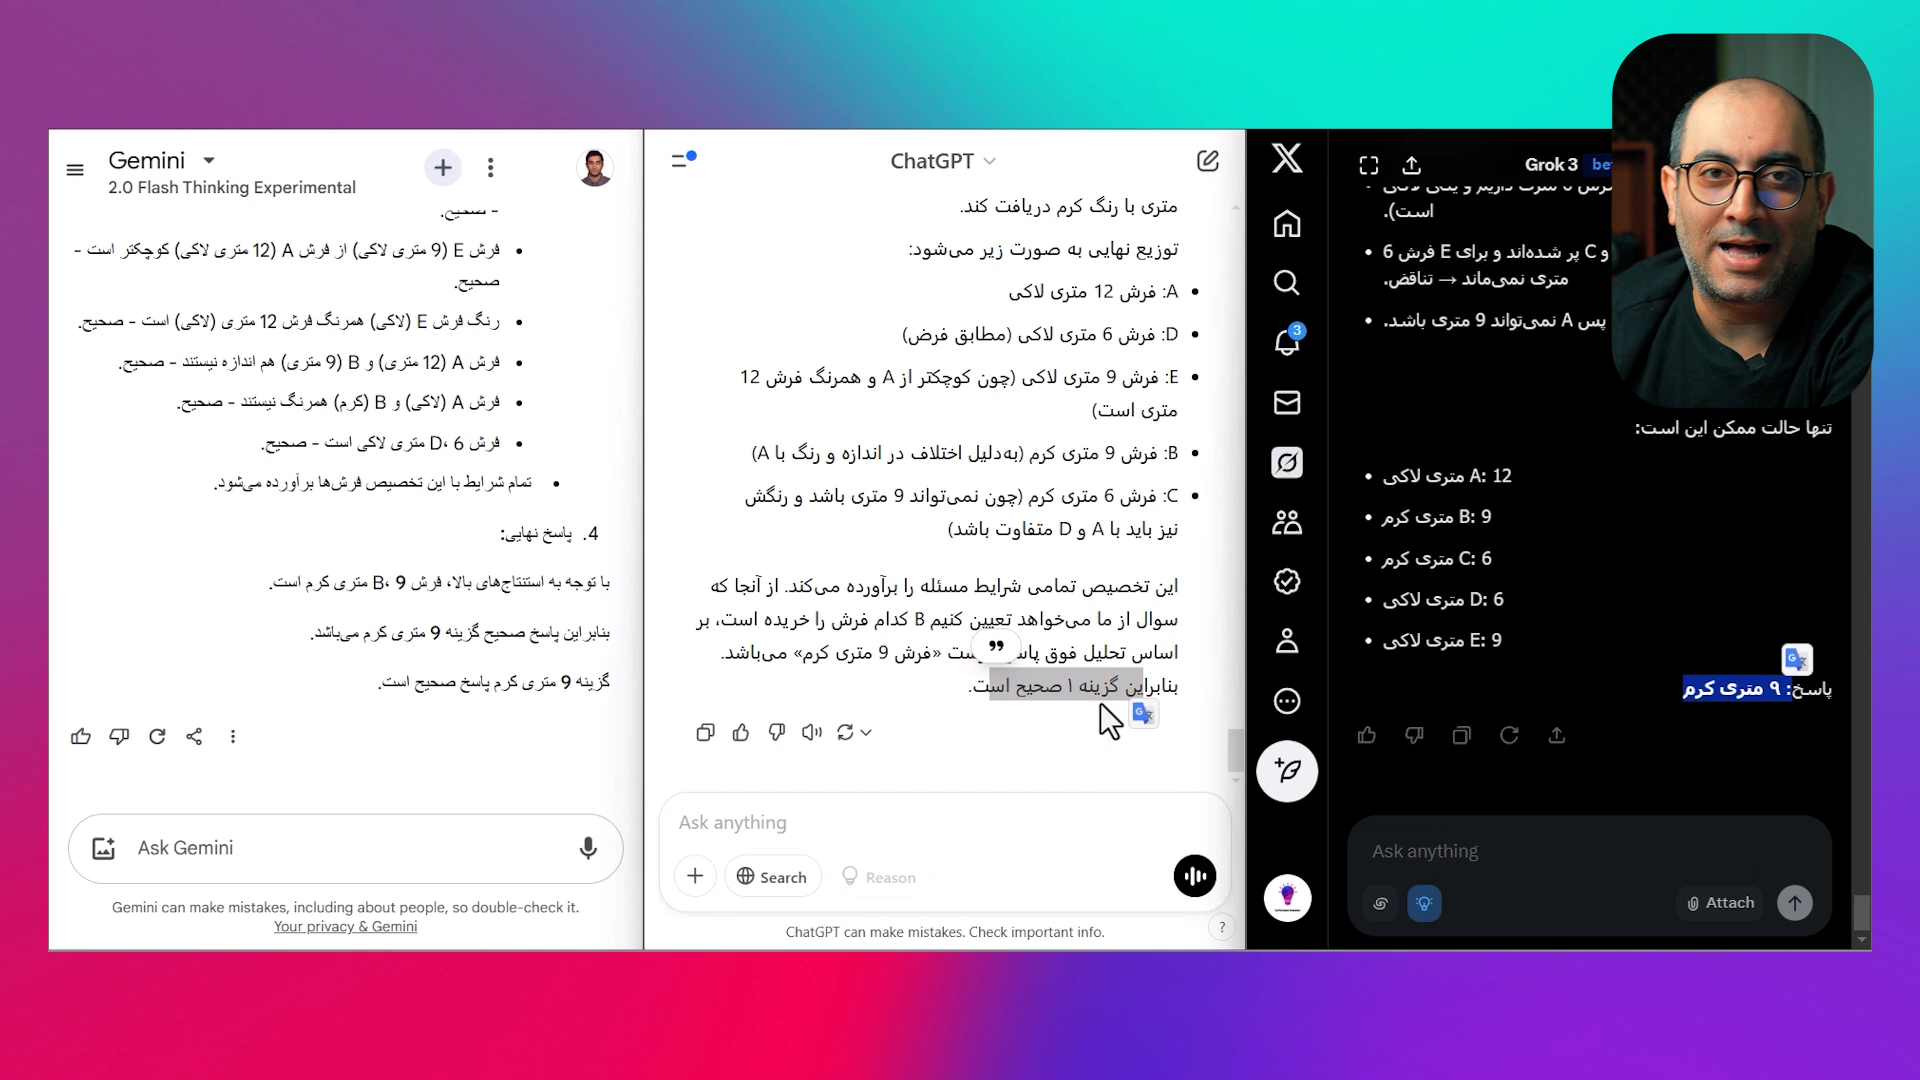 Gemini
2.0 Flash Thinking Experimental
- صحیح.
فرش E (9 متری لاکی) از فرش A (12 متری لاکی) کوچکتر است -
صحیح.
رنگ فرش E (لاکی) همرنگ فرش 12 متری (لاکی) است - صحیح.
فرش A (12 متری) و B (9 متری) هم اندازه نیستند - صحیح.
فرش A (لاکی) و B (کرم) همرنگ نیستند - صحیح.
فرش D، 6 متری لاکی است - صحیح.
تمام شرایط با این تخصیص فرش‌ها برآورده می‌شود.
4. پاسخ نهایی:
با توجه به استنتاج‌های بالا، فرش B، 9 متری کرم است.
بنابراین پاسخ صحیح گزینه 9 متری کرم می‌باشد.
گزینه 9 متری کرم پاسخ صحیح است.
Ask Gemini
Gemini can make mistakes, including about people, so double-check it.
Your privacy & Gemini
ChatGPT
متری با رنگ کرم دریافت کند.
توزیع نهایی به صورت زیر می‌شود:
A: فرش 12 متری لاکی
D: فرش 6 متری لاکی (مطابق فرض)
E: فرش 9 متری لاکی (چون کوچکتر از A و همرنگ فرش 12
متری است)
B: فرش 9 متری کرم (به‌دلیل اختلاف در اندازه و رنگ با A)
C: فرش 6 متری کرم (چون نمی‌تواند 9 متری باشد و رنگش
نیز باید با A و D متفاوت باشد)
این تخصیص تمامی شرایط مسئله را برآورده می‌کند. از آنجا که
سوال از ما می‌خواهد تعیین کنیم B کدام فرش را خریده است، بر
اساس تحلیل فوق «فرش 9 متری کرم» می‌باشد.
بنابراین گزینه ۱ صحیح است.
Ask anything
Search
Reason
ChatGPT can make mistakes. Check important info.
?
3
Grok 3
است).
و C پر شده‌اند و برای E فرش 6
متری نمی‌ماند → تناقض.
پس A نمی‌تواند 9 متری باشد.
تنها حالت ممکن این است:
A: 12 متری لاکی
B: 9 متری کرم
C: 6 متری کرم
D: 6 متری لاکی
E: 9 متری لاکی
پاسخ: ۹ متری کرم
Ask anything
Attach